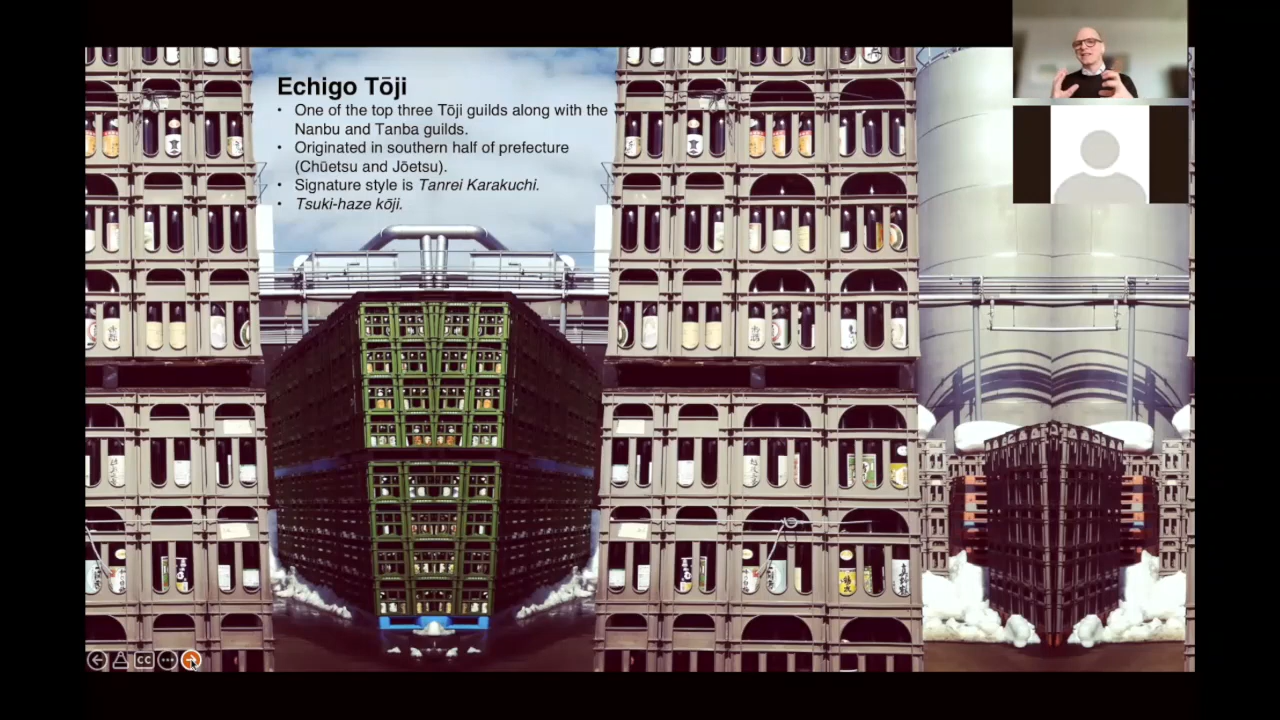 Echigo Tōji
• One of the top three Tōji guilds along with the
Nanbu and Tanba guilds.
• Originated in southern half of prefecture
(Chūetsu and Jōetsu).
• Signature style is Tanrei Karakuchi.
• Tsuki-haze kōji.
CC